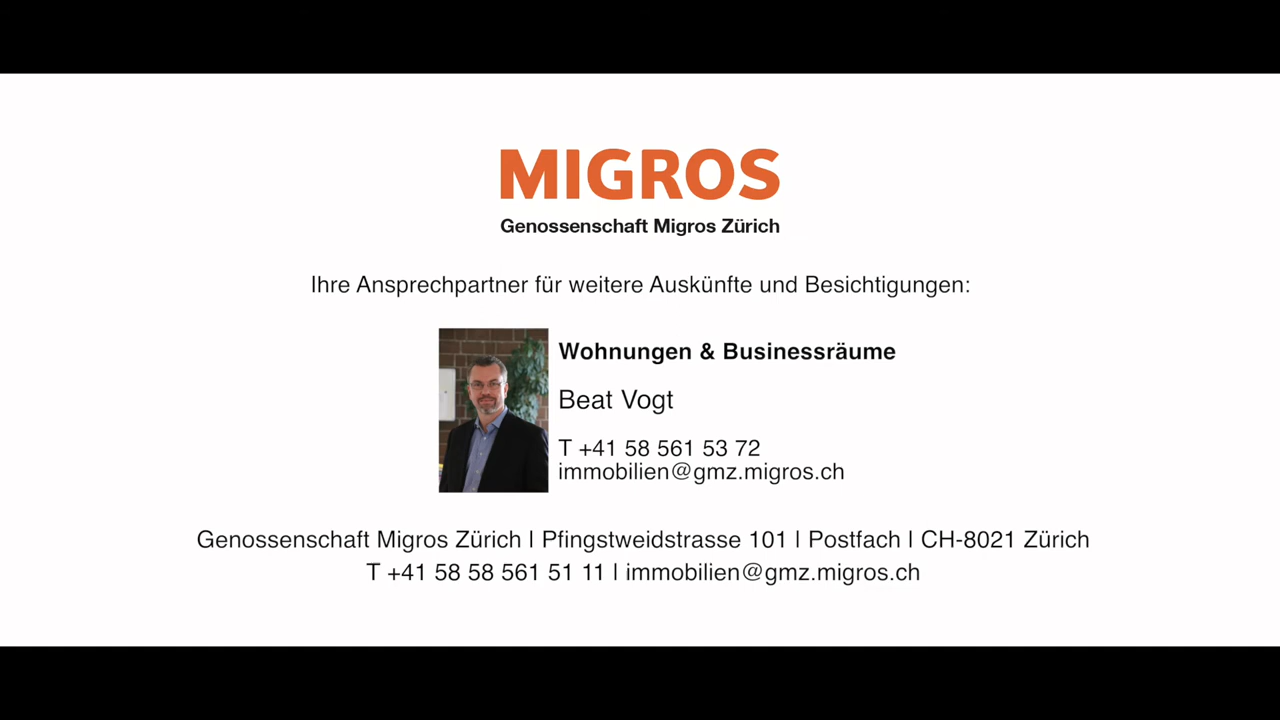 MIGROS
Genossenschaft Migros Zürich
Ihre Ansprechpartner für weitere Auskünfte und Besichtigungen:
Wohnungen & Businessräume
Beat Vogt
T +41 58 561 53 72
immobilien@gmz.migros.ch
Genossenschaft Migros Zürich | Pfingstweidstrasse 101 | Postfach | CH-8021 Zürich
T +41 58 58 561 51 11 | immobilien@gmz.migros.ch